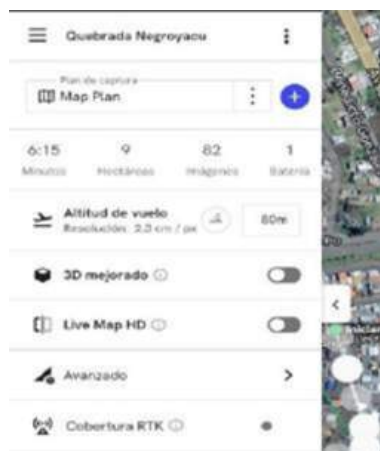 Quebrada Negroyacu
Plan de captura
Map Plan
6:15 9 82 1
Minutos Hectáreas Imágenes Batería
Altitud de vuelo
Resolución: 2.3 cm / px
80m
3D mejorado
Live Map HD
Iniciar
Avanzado
Cobertura RTK